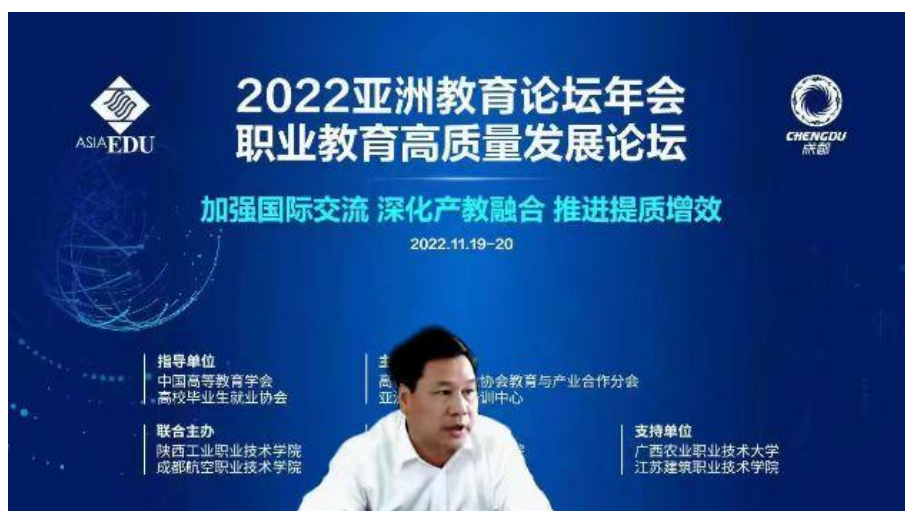 ASIAEDU
2022亚洲教育论坛年会
职业教育高质量发展论坛
CHENGDU
成都
加强国际交流 深化产教融合 推进提质增效
2022.11.19-20
指导单位
中国高等教育学会
高校毕业生就业协会
主
高 协会教育与产业合作分会
亚 训中心
联合主办
陕西工业职业技术学院
成都航空职业技术学院
支持单位
广西农业职业技术大学
江苏建筑职业技术学院